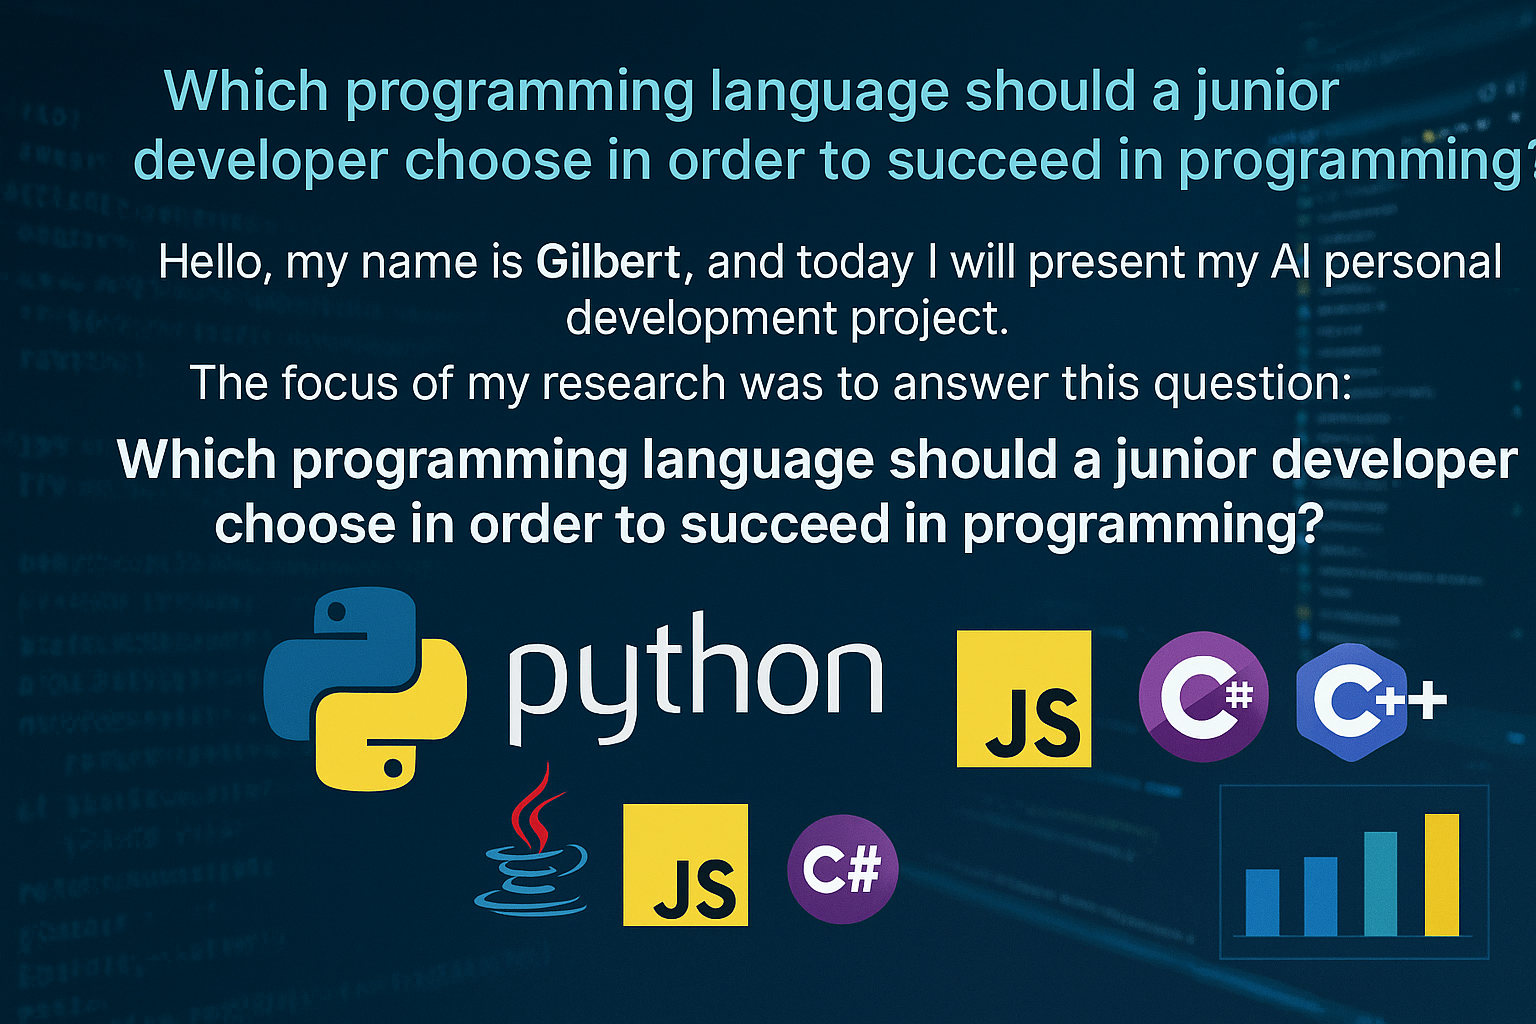 Which programming language should a junior
developer choose in order to succeed in programming?
Hello, my name is Gilbert, and today I will present my AI personal
development project.
The focus of my research was to answer this question:
Which programming language should a junior developer
choose in order to succeed in programming?
python
JS
C#
C++
JS
C#